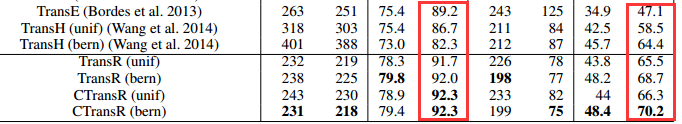 TransE (Bordes et al. 2013) 263 251 75.4 89.2 243 125 34.9 47.1
TransH (unif) (Wang et al. 2014) 318 303 75.4 86.7 211 84 42.5 58.5
TransH (bern) (Wang et al. 2014) 401 388 73.0 82.3 212 87 45.7 64.4
TransR (unif) 232 219 78.3 91.7 226 78 43.8 65.5
TransR (bern) 238 225 79.8 92.0 198 77 48.2 68.7
CTransR (unif) 243 230 78.9 92.3 233 82 44 66.3
CTransR (bern) 231 218 79.4 92.3 199 75 48.4 70.2